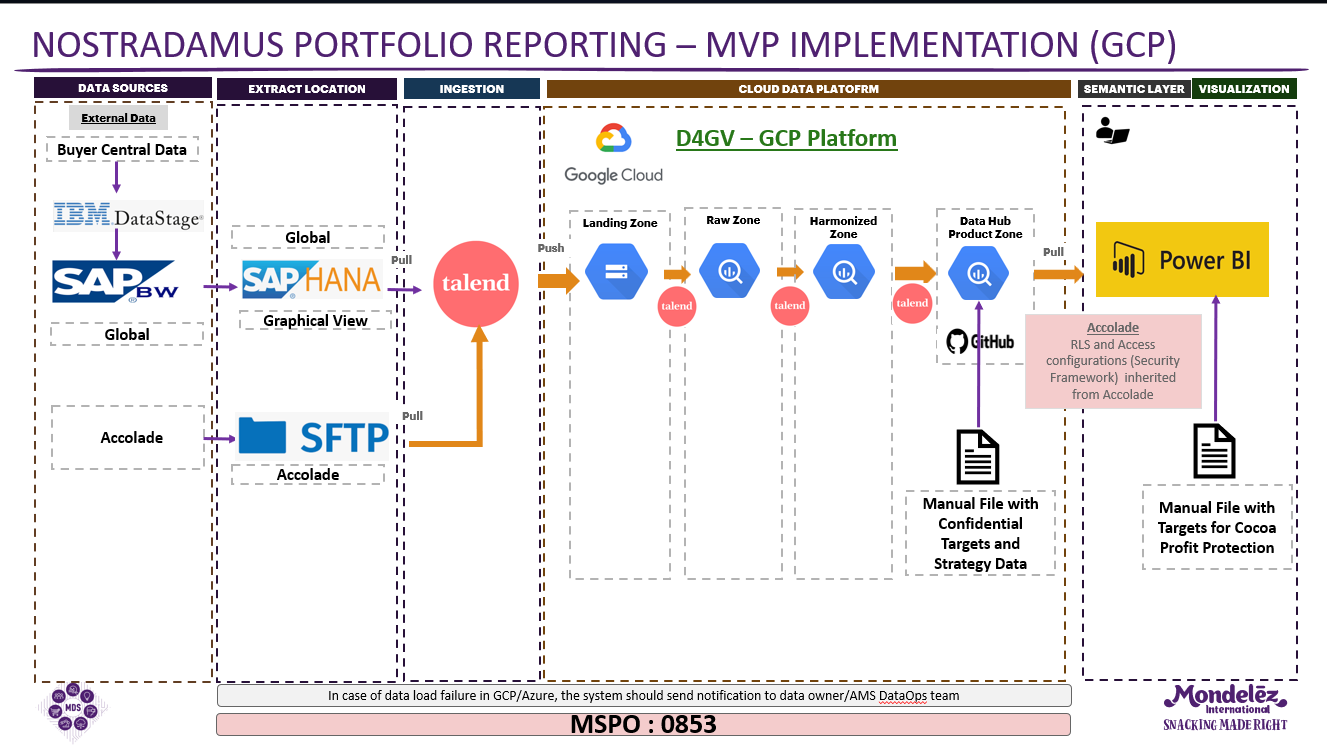 NOSTRADAMUS PORTFOLIO REPORTING – MVP IMPLEMENTATION (GCP)
DATA SOURCES
EXTRACT LOCATION
INGESTION
CLOUD DATA PLATOFRM
SEMANTIC LAYER
VISUALIZATION
External Data
Buyer Central Data
IBM DataStage
SAP BW
Global
Accolade
Global
SAP HANA
Graphical View
SFTP
Accolade
Pull
Pull
talend
Push
Google Cloud
D4GV – GCP Platform
Landing Zone
Raw Zone
Harmonized
Zone
Data Hub
Product Zone
talend
talend
talend
GitHub
Pull
Manual File with
Confidential
Targets and
Strategy Data
Power BI
Accolade
RLS and Access
configurations (Security
Framework) inherited
from Accolade
Manual File with
Targets for Cocoa
Profit Protection
MDS
In case of data load failure in GCP/Azure, the system should send notification to data owner/AMS DataOps team
MSPO : 0853
Mondelēz
International
SNACKING MADE RIGHT